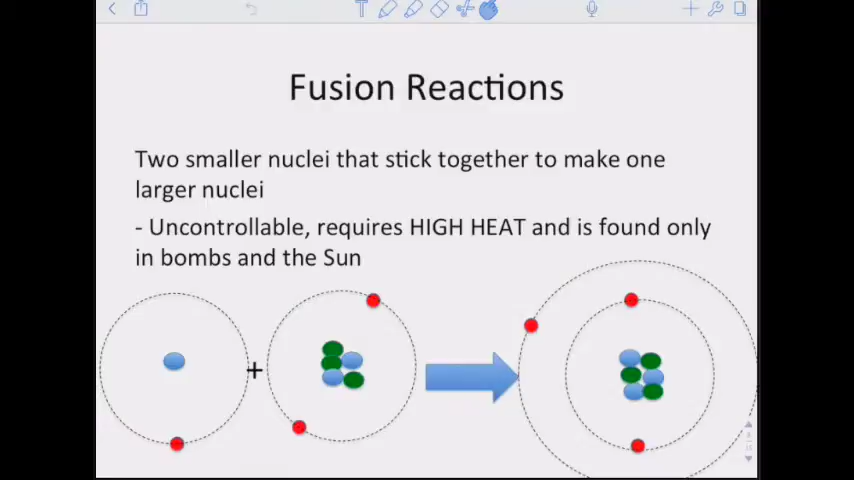 Fusion Reactions
Two smaller nuclei that stick together to make one
larger nuclei
- Uncontrollable, requires HIGH HEAT and is found only
in bombs and the Sun
+